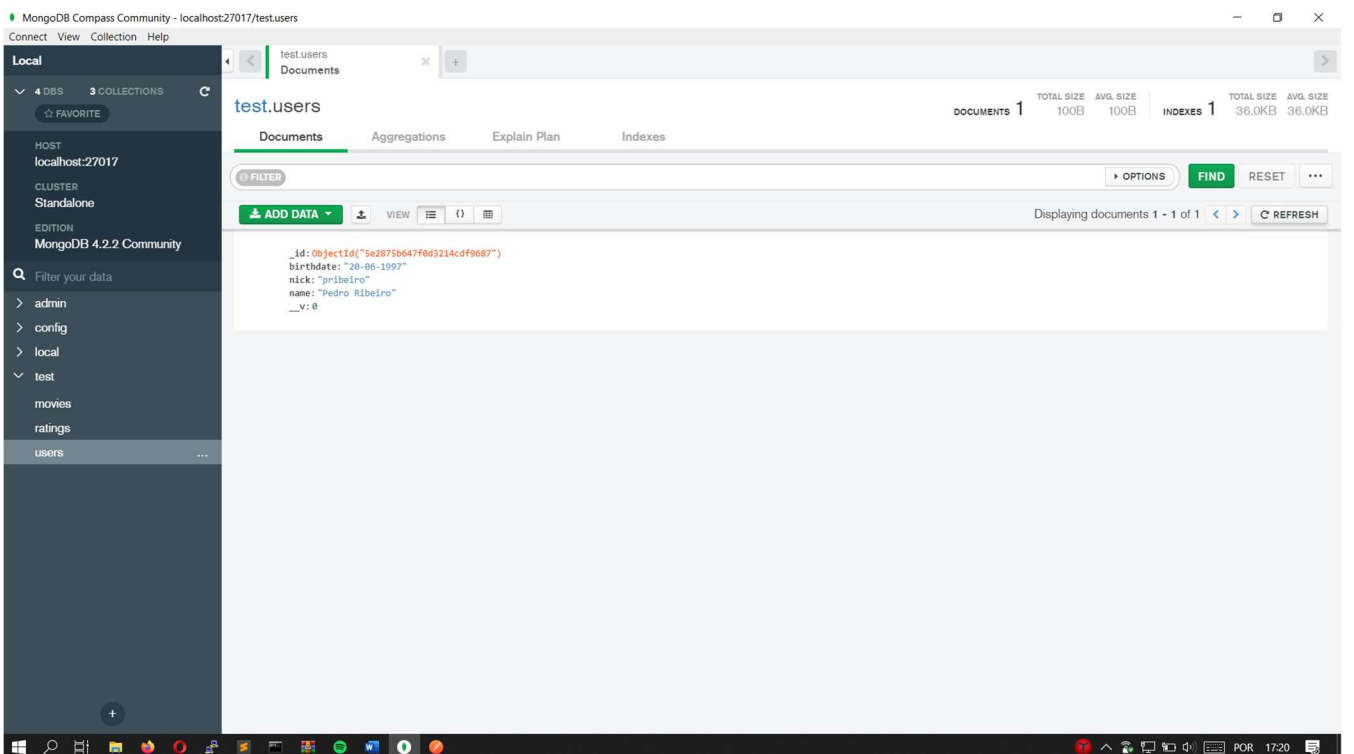 MongoDB Compass Community - localhost:27017/test.users
Connect View Collection Help
Local
4 DBS 3 COLLECTIONS
FAVORITE
HOST
localhost:27017
CLUSTER
Standalone
EDITION
MongoDB 4.2.2 Community
Filter your data
admin
config
local
test
movies
ratings
users ...
test.users
Documents
test.users
DOCUMENTS 1 TOTAL SIZE 100B AVG. SIZE 100B INDEXES 1 TOTAL SIZE 36.0KB AVG. SIZE 36.0KB
Documents Aggregations Explain Plan Indexes
FILTER OPTIONS FIND RESET ...
ADD DATA VIEW {} Displaying documents 1 - 1 of 1 REFRESH
_id: ObjectId("5e2875b647f0d3214cdf9687")
birthdate: "20-06-1997"
nick: "pribeiro"
name: "Pedro Ribeiro"
__v: 0
POR 17:20